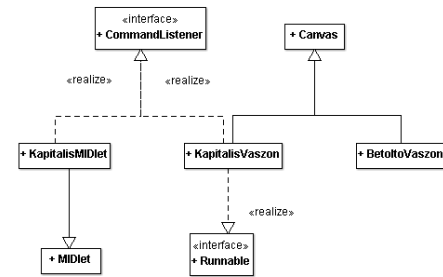 «interface»
+ CommandListener
+ Canvas
«realize»
«realize»
+ KapitalisMIDlet
+ KapitalisVaszon
+ BetoltoVaszon
«realize»
+ MIDlet
«interface»
+ Runnable